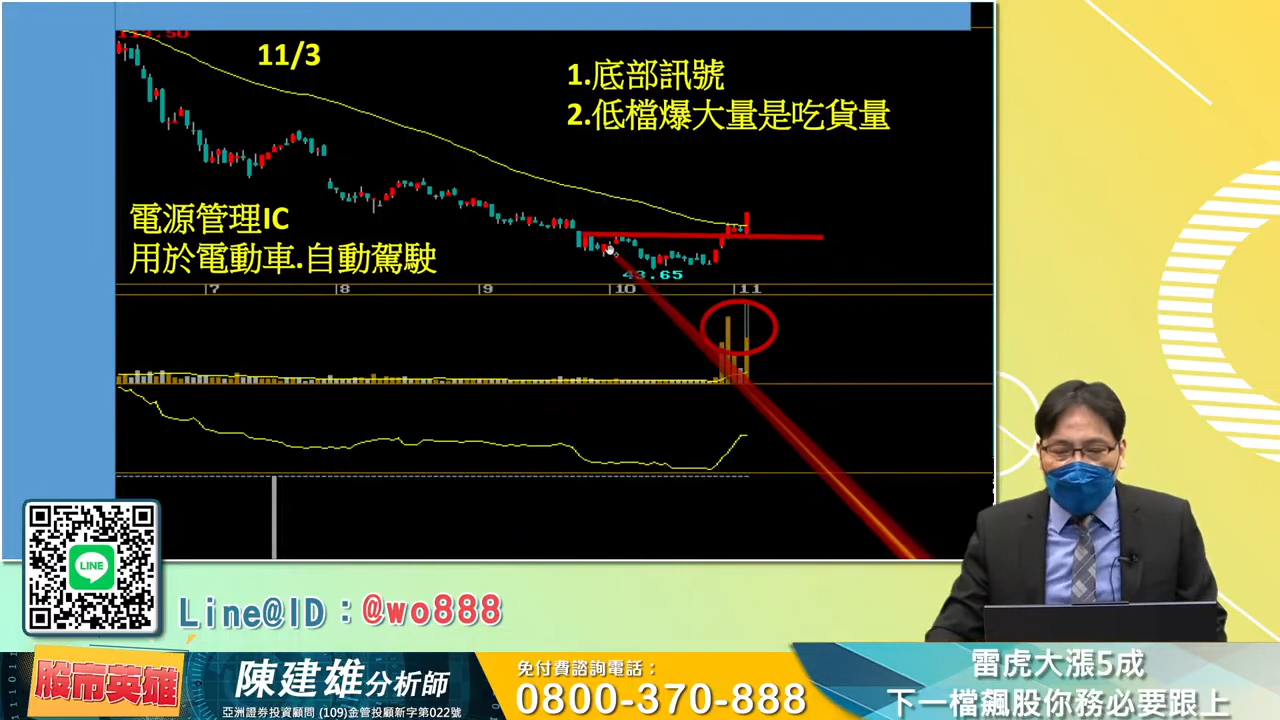 11/3
1.底部訊號
2.低檔爆大量是吃貨量
電源管理IC
用於電動車.自動駕駛
43.65
7
8
9
10
11
LINE
Line@ID：@wo888
股市英雄
陳建雄分析師
亞洲證券投資顧問 (109)金管投顧新字第022號
免付費諮詢電話：
0800-370-888
雷虎大漲5成
下一檔飆股你務必要跟上